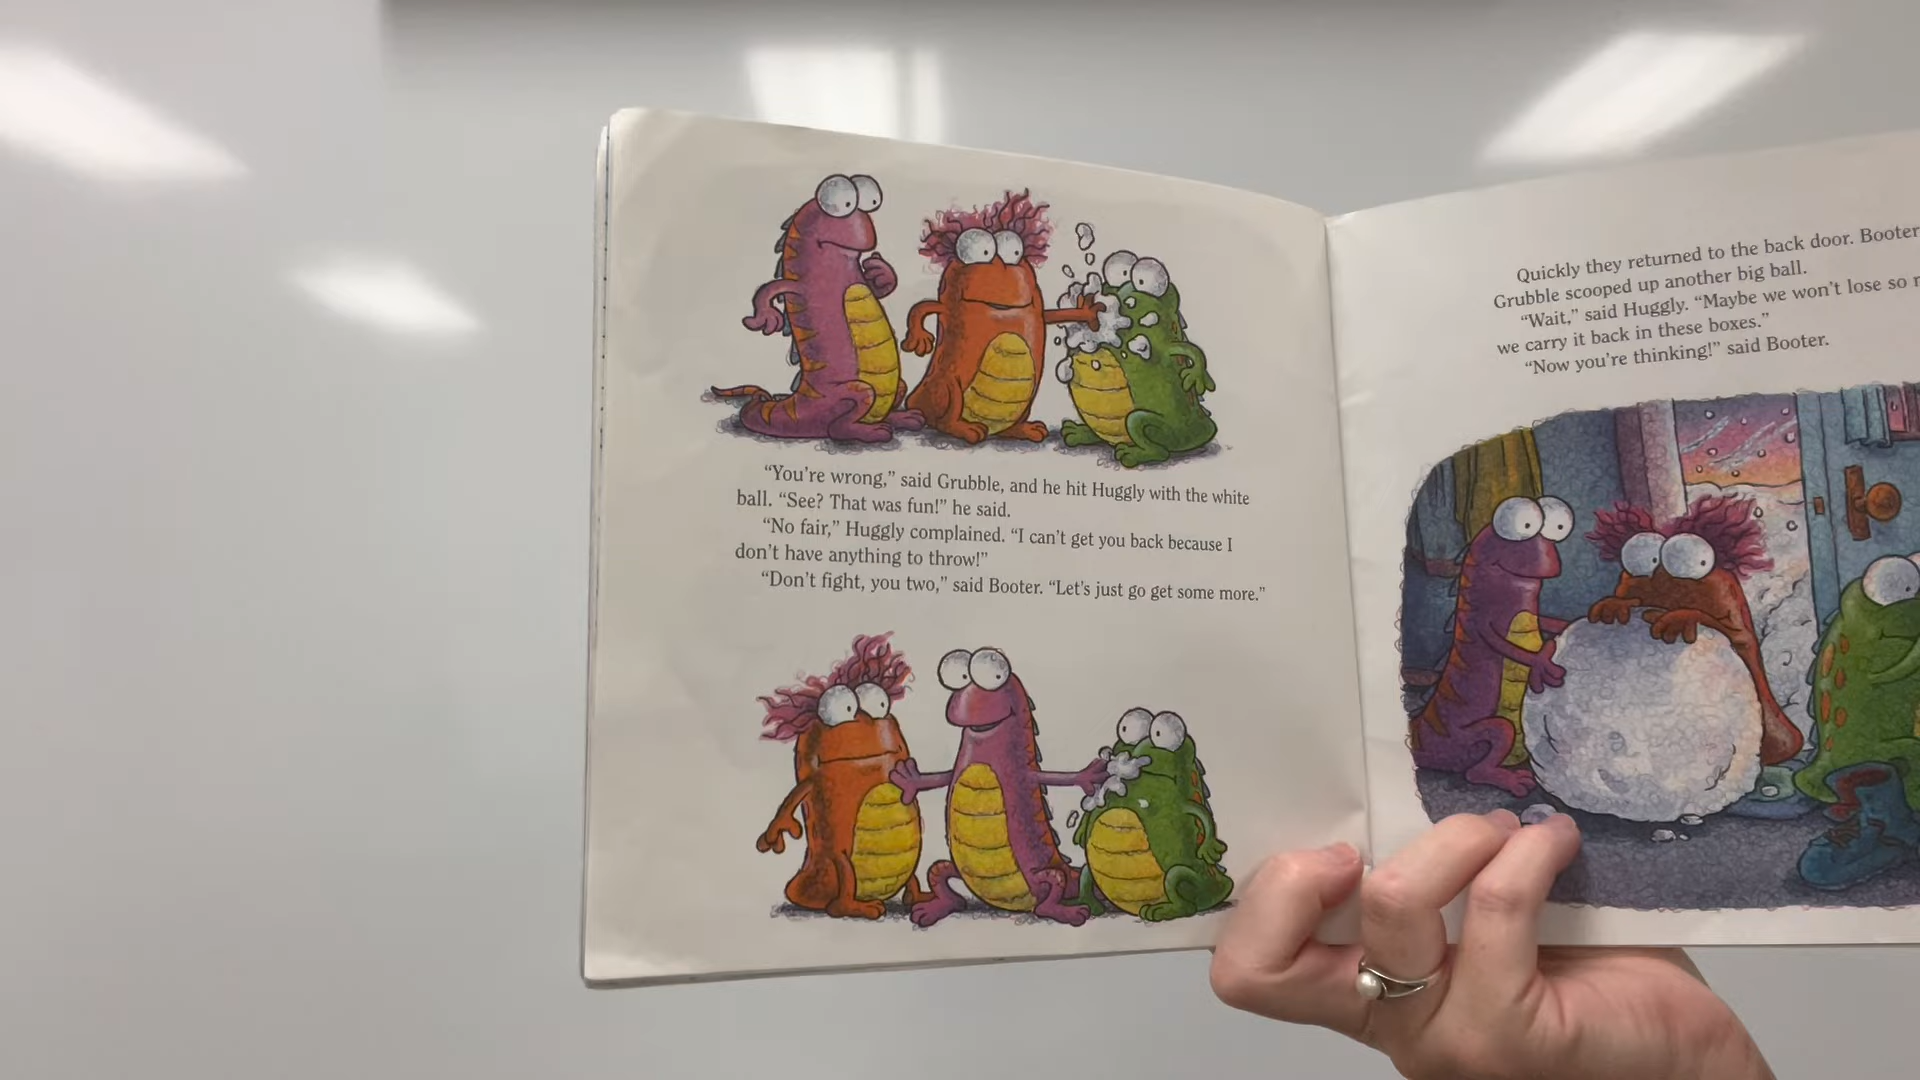 “You’re wrong,” said Grubble, and he hit Huggly with the white
ball. “See? That was fun!” he said.
“No fair,” Huggly complained. “I can’t get you back because I
don’t have anything to throw!”
“Don’t fight, you two,” said Booter. “Let’s just go get some more.”
Quickly they returned to the back door. Booter
Grubble scooped up another big ball.
“Wait,” said Huggly. “Maybe we won’t lose so
we carry it back in these boxes.”
“Now you’re thinking!” said Booter.